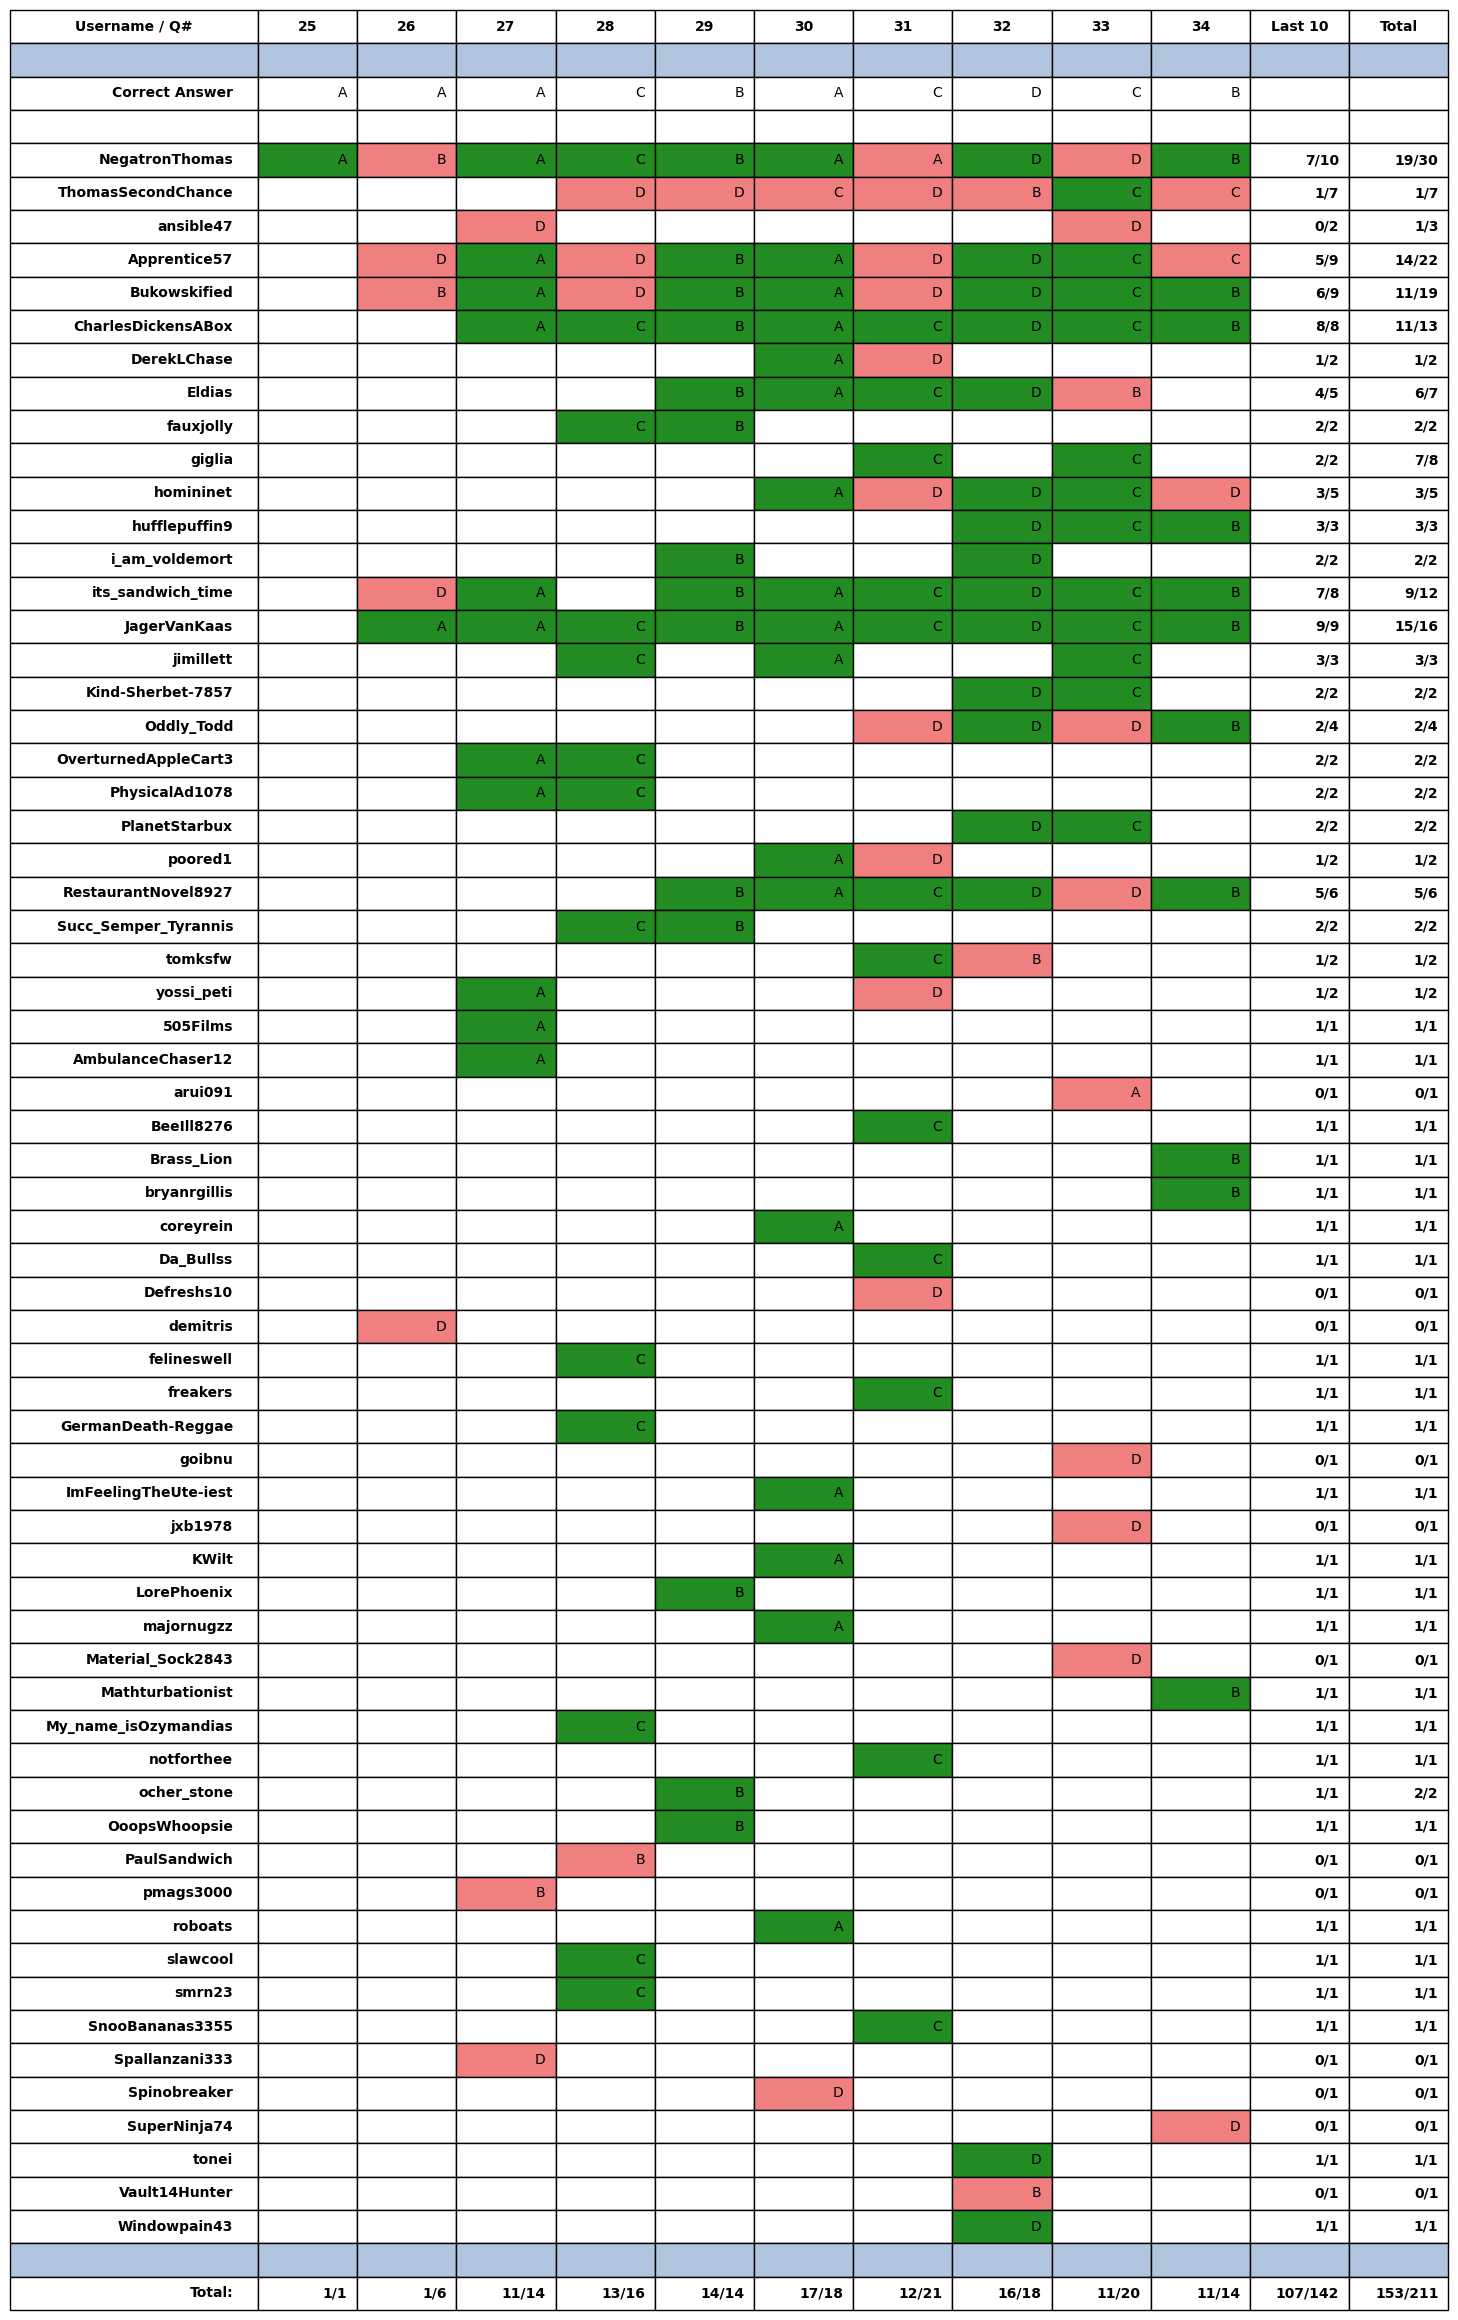 Username / Q# 25 26 27 28 29 30 31 32 33 34 Last 10 Total
Correct Answer A A A C B A C D C B
NegatronThomas A B A C B A A D D B 7/10 19/30
ThomasSecondChance D D C D B C C 1/7 1/7
ansible47 D D 0/2 1/3
Apprentice57 D A D B A D D C C 5/9 14/22
Bukowskified B A D B A D D C B 6/9 11/19
CharlesDickensABox A C B A C D C B 8/8 11/13
DerekLChase A D 1/2 1/2
Eldias B A C D B 4/5 6/7
fauxjolly C B 2/2 2/2
giglia C C 2/2 7/8
homininet A D D C D 3/5 3/5
hufflepuffin9 D C B 3/3 3/3
i_am_voldemort B D 2/2 2/2
its_sandwich_time D A B A C D C B 7/8 9/12
JagerVanKaas A A C B A C D C B 9/9 15/16
jimillett C A C 3/3 3/3
Kind-Sherbet-7857 D C 2/2 2/2
Oddly_Todd D D D B 2/4 2/4
OverturnedAppleCart3 A C 2/2 2/2
PhysicalAd1078 A C 2/2 2/2
PlanetStarbux D C 2/2 2/2
poored1 A D 1/2 1/2
RestaurantNovel8927 B A C D D B 5/6 5/6
Succ_Semper_Tyrannis C B 2/2 2/2
tomksfw C B 1/2 1/2
yossi_peti A D 1/2 1/2
505Films A 1/1 1/1
AmbulanceChaser12 A 1/1 1/1
arui091 A 0/1 0/1
BeeIll8276 C 1/1 1/1
Brass_Lion B 1/1 1/1
bryanrgillis B 1/1 1/1
coreyrein A 1/1 1/1
Da_Bullss C 1/1 1/1
Defreshs10 D 0/1 0/1
demitris D 0/1 0/1
felineswell C 1/1 1/1
freakers C 1/1 1/1
GermanDeath-Reggae C 1/1 1/1
goibnu D 0/1 0/1
ImFeelingTheUte-iest A 1/1 1/1
jxb1978 D 0/1 0/1
KWilt A 1/1 1/1
LorePhoenix B 1/1 1/1
majornugzz A 1/1 1/1
Material_Sock2843 D 0/1 0/1
Mathturbationist B 1/1 1/1
My_name_isOzymandias C 1/1 1/1
notforthee C 1/1 1/1
ocher_stone B 1/1 2/2
OoopsWhoopsie B 1/1 1/1
PaulSandwich B 0/1 0/1
pmags3000 B 0/1 0/1
roboats A 1/1 1/1
slawcool C 1/1 1/1
smrn23 C 1/1 1/1
SnooBananas3355 C 1/1 1/1
Spallanzani333 D 0/1 0/1
Spinobreaker D 0/1 0/1
SuperNinja74 D 0/1 0/1
tonei D 1/1 1/1
Vault14Hunter B 0/1 0/1
Windowpain43 D 1/1 1/1
Total: 1/1 1/6 11/14 13/16 14/14 17/18 12/21 16/18 11/20 11/14 107/142 153/211